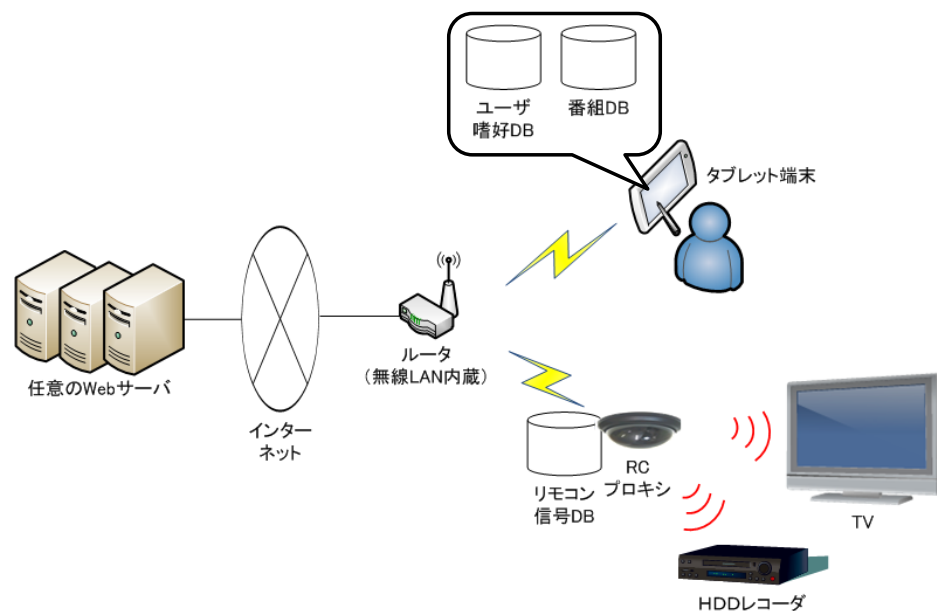 ユーザ
嗜好DB
番組DB
タブレット端末
任意のWebサーバ
インター
ネット
ルータ
（無線LAN内蔵）
リモコン
信号DB
RC
プロキシ
TV
HDDレコーダ